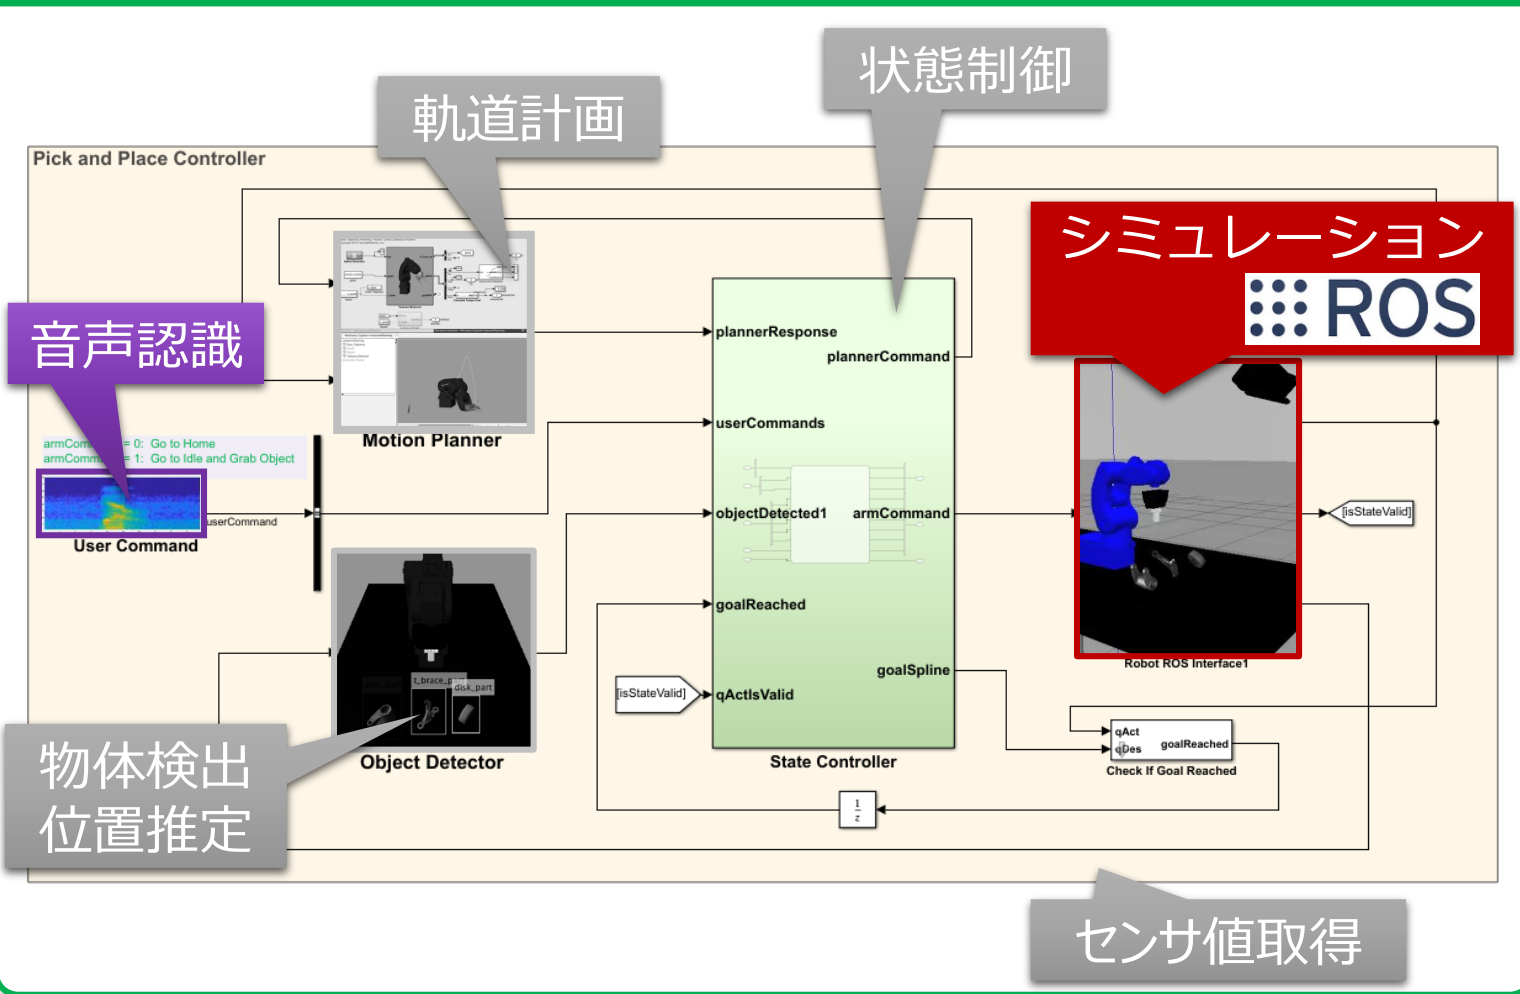 状態制御
軌道計画
Pick and Place Controller
シミュレーション
ROS
音声認識
plannerResponse
plannerCommand
userCommands
Motion Planner
armCom = 0: Go to Home
armComm = 1: Go to Idle and Grab Object
userCommand
User Command
objectDetected1
armCommand
[isStateValid]
goalReached
Robot ROS Interface1
goalSpline
[isStateValid]
qActIsValid
t_brace_part
disk_part
物体検出
位置推定
Object Detector
State Controller
qAct
qDes
goalReached
Check If Goal Reached
1
z
センサ値取得